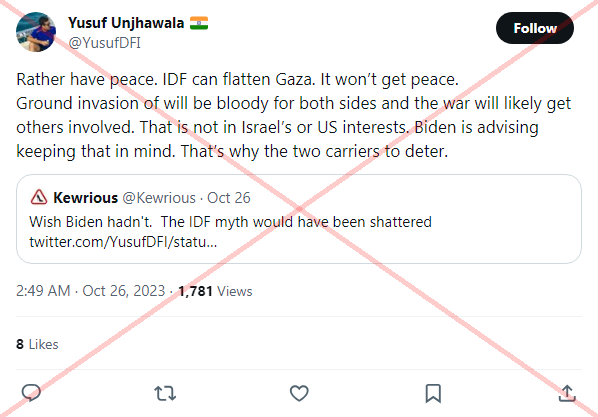 Yusuf Unjhawala 🇮🇳
@YusufDFI
Follow
Rather have peace. IDF can flatten Gaza. It won’t get peace.
Ground invasion of will be bloody for both sides and the war will likely get
others involved. That is not in Israel’s or US interests. Biden is advising
keeping that in mind. That’s why the two carriers to deter.
Kewrious @Kewrious · Oct 26
Wish Biden hadn't.  The IDF myth would have been shattered
twitter.com/YusufDFI/statu...
2:49 AM · Oct 26, 2023 · 1,781 Views
8 Likes